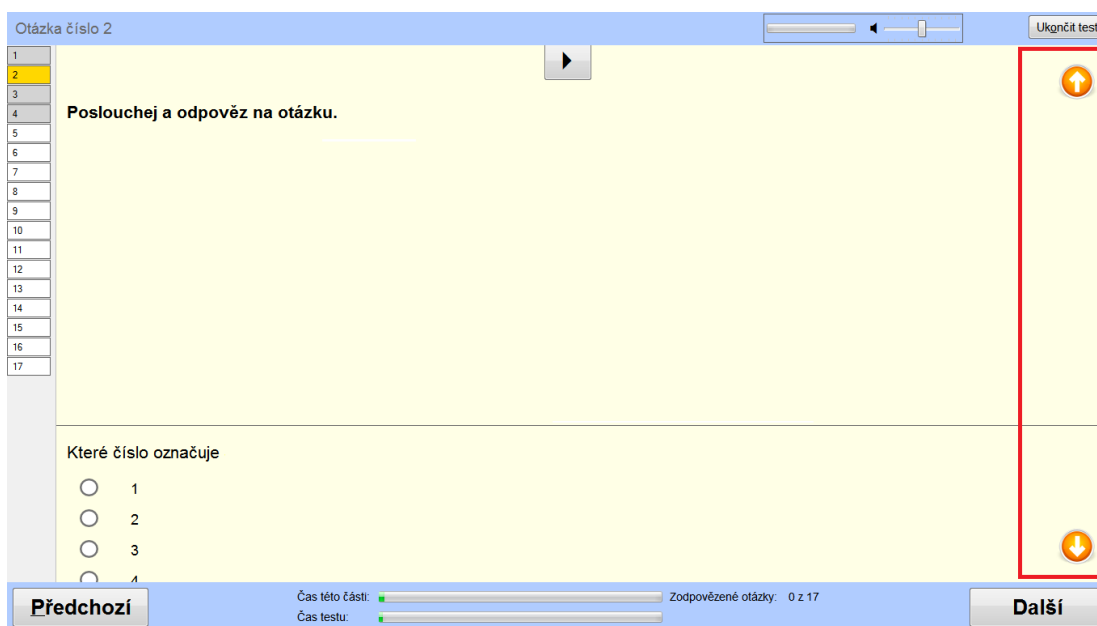 Otázka číslo 2
Ukončit test
1
2
3
4
5
6
7
8
9
10
11
12
13
14
15
16
17
Poslouchej a odpověz na otázku.
Které číslo označuje
1
2
3
4
Předchozí
Čas této části:
Zodpovězené otázky: 0 z 17
Čas testu:
Další